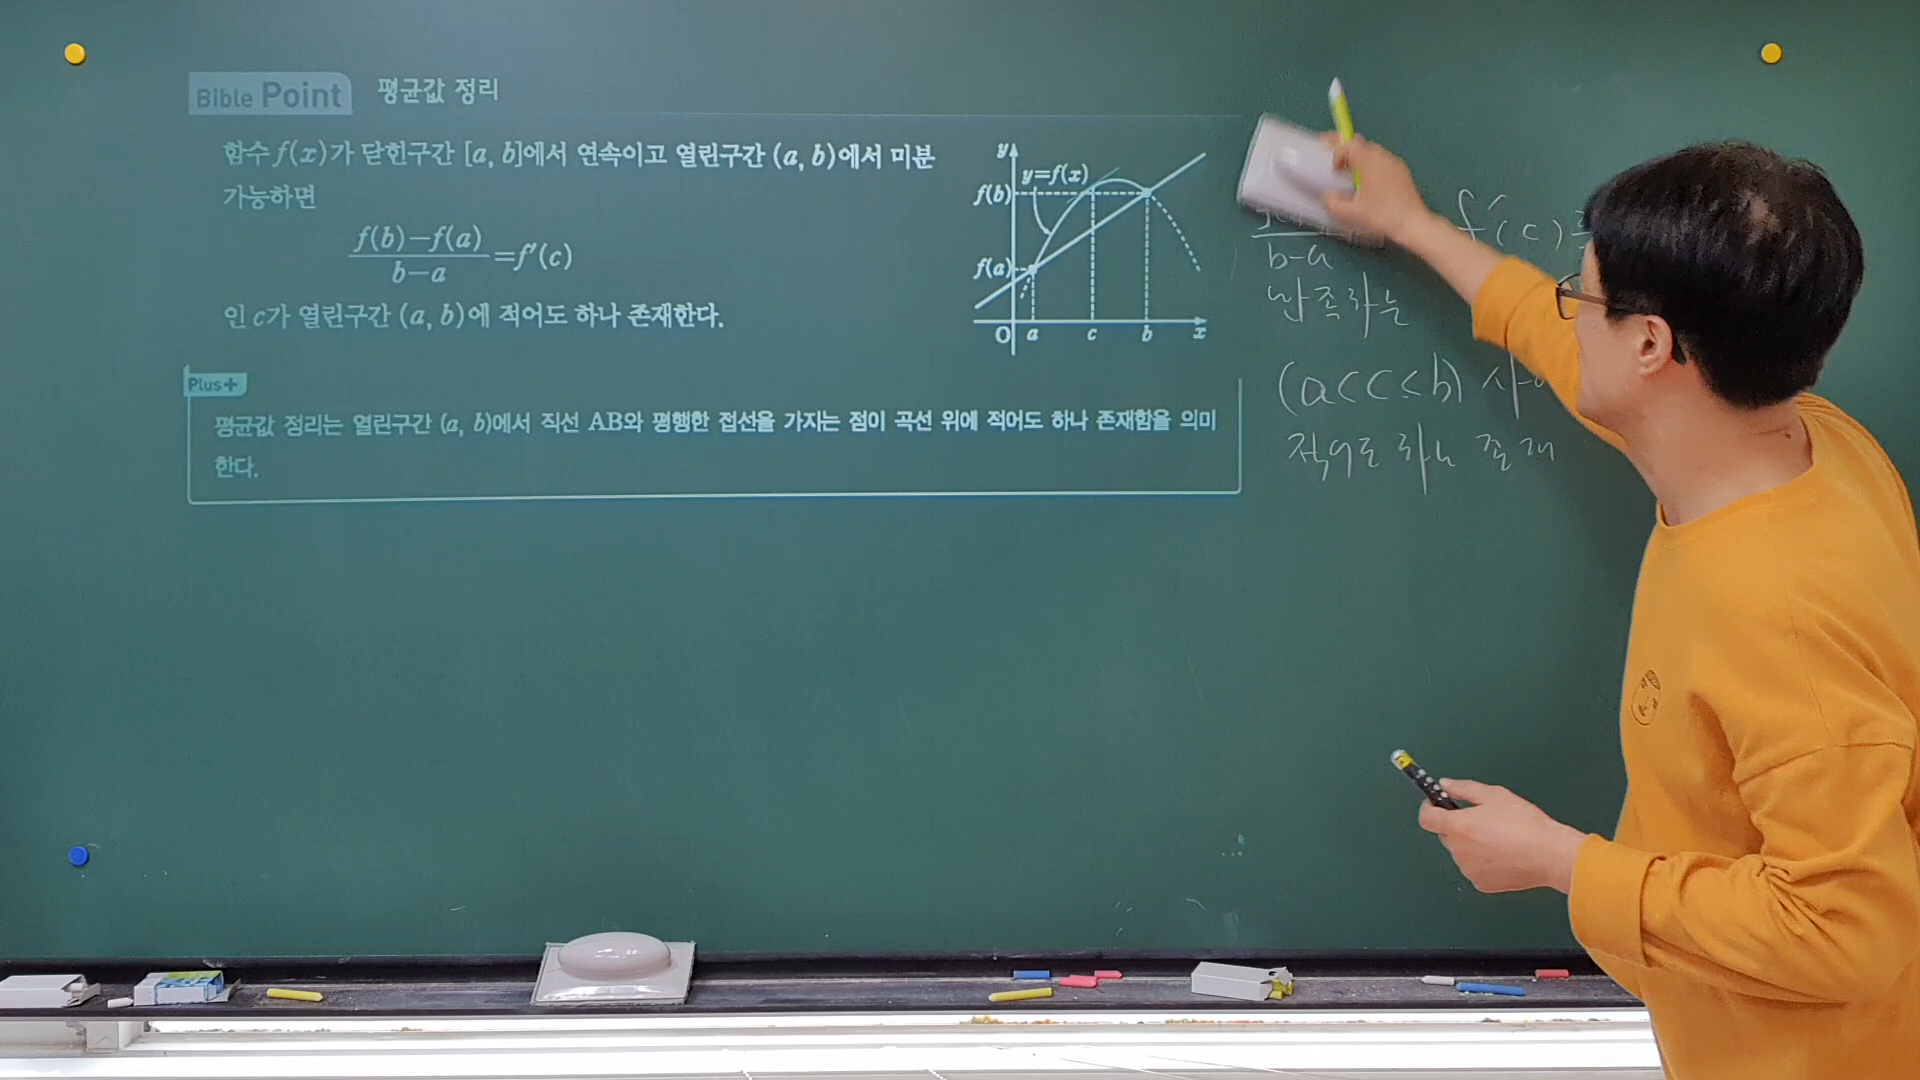 Bible Point 평균값 정리
함수 f(x)가 닫힌구간 [a, b]에서 연속이고 열린구간 (a, b)에서 미분
가능하면
f(b)-f(a)
b-a
=f'(c)
인 c가 열린구간 (a, b)에 적어도 하나 존재한다.
y
y=f(x)
f(b)
f(a)
O a c b x
Plus+
평균값 정리는 열린구간 (a, b)에서 직선 AB와 평행한 접선을 가지는 점이 곡선 위에 적어도 하나 존재함을 의미
한다.
f'(c)를
b-a
만족하는
(a<c<b)
적어도 하나 존재